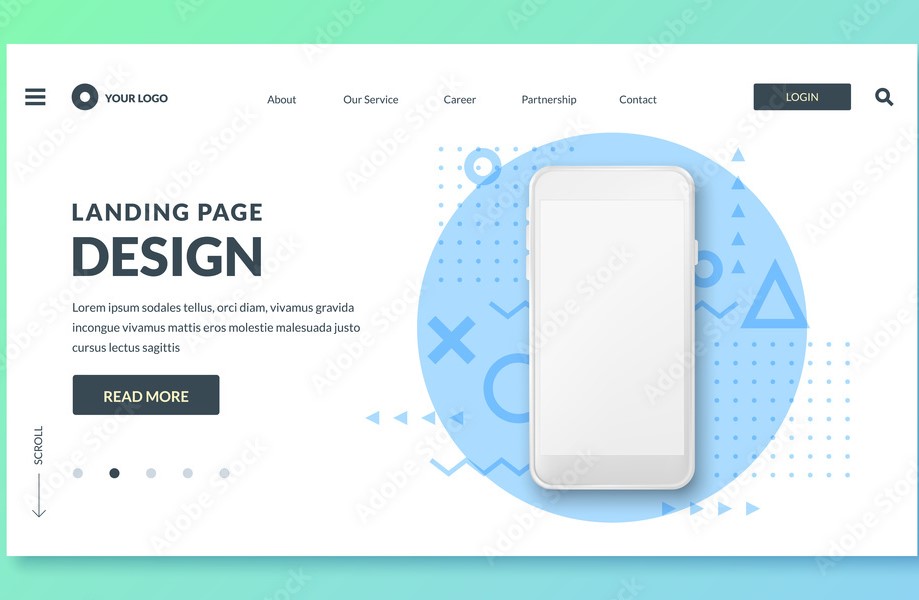 YOUR LOGO
About
Our Service
Career
Partnership
Contact
LOGIN
LANDING PAGE
DESIGN
Lorem ipsum sodales tellus, orci diam, vivamus gravida
incongue vivamus mattis eros molestie malesuada justo
cursus lectus sagittis
READ MORE
SCROLL
Adobe Stock